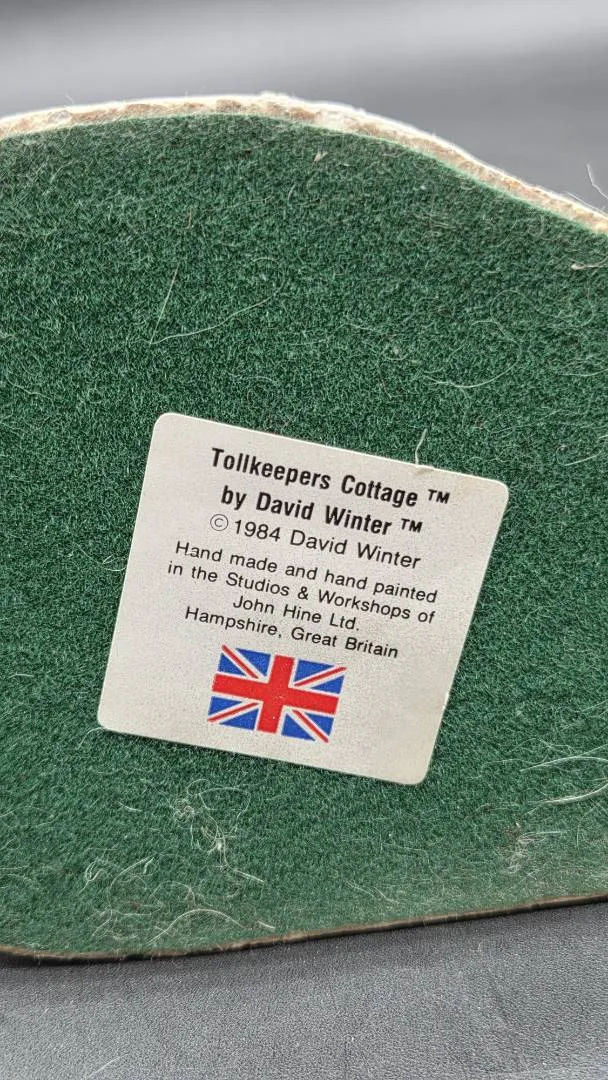 Tollkeepers Cottage ™
by David Winter ™
© 1984 David Winter
Hand made and hand painted
in the Studios & Workshops of
John Hine Ltd.
Hampshire, Great Britain